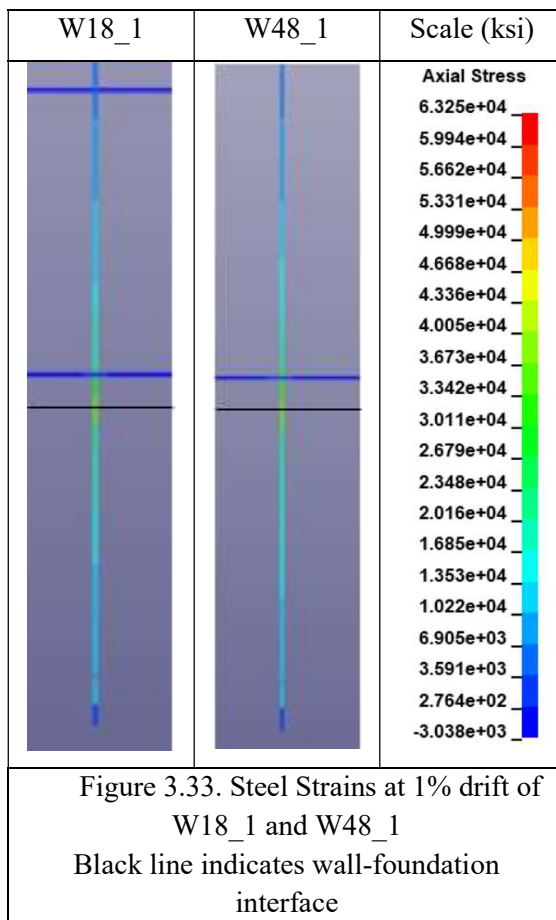 W18_1 W48_1 Scale (ksi)
Axial Stress
6.325e+04
5.994e+04
5.662e+04
5.331e+04
4.999e+04
4.668e+04
4.336e+04
4.005e+04
3.673e+04
3.342e+04
3.011e+04
2.679e+04
2.348e+04
2.016e+04
1.685e+04
1.353e+04
1.022e+04
6.905e+03
3.591e+03
2.764e+02
-3.038e+03
Figure 3.33. Steel Strains at 1% drift of
W18_1 and W48_1
Black line indicates wall-foundation
interface